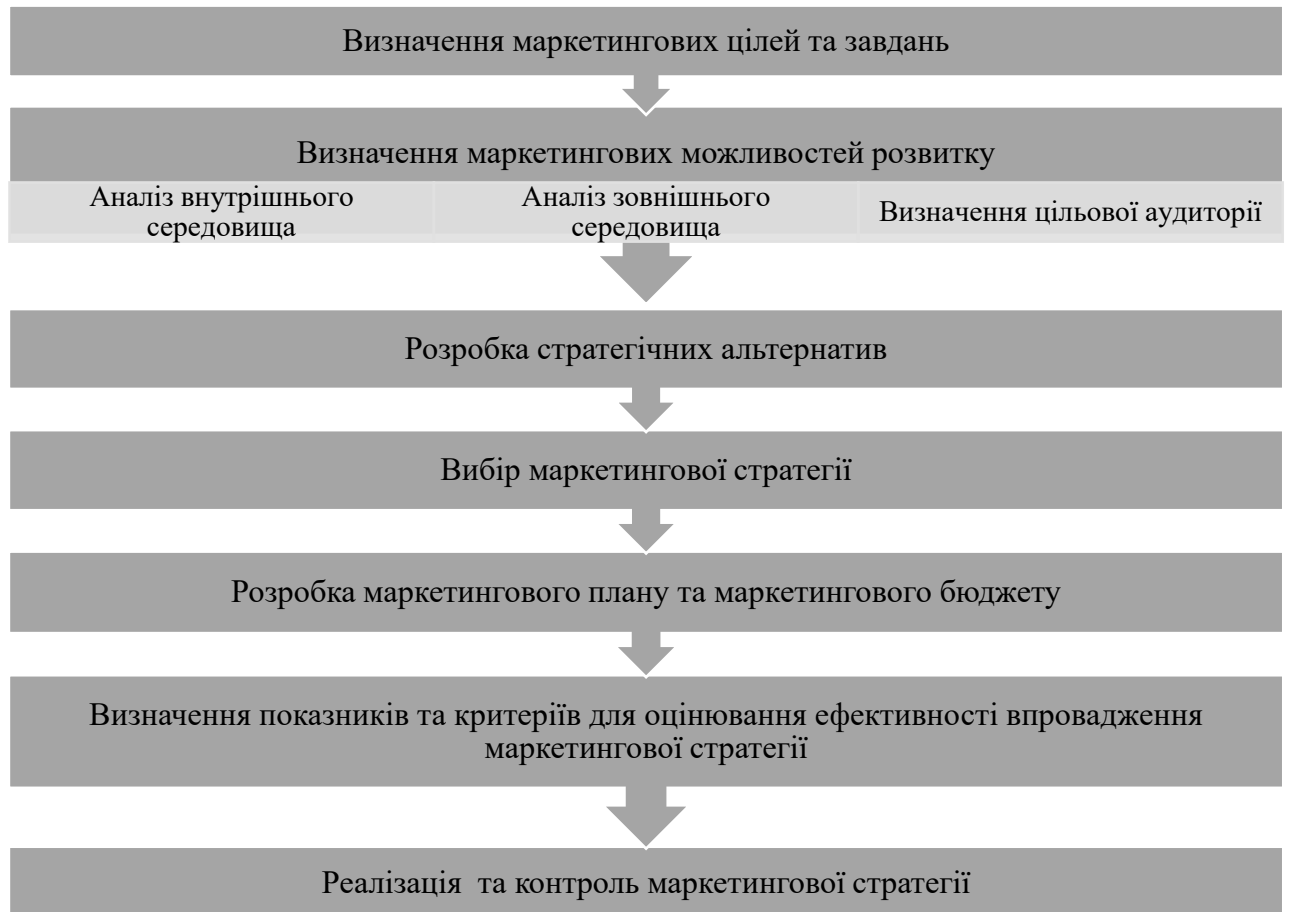 Визначення маркетингових цілей та завдань
Визначення маркетингових можливостей розвитку
Аналіз внутрішнього
середовища
Аналіз зовнішнього
середовища
Визначення цільової аудиторії
Розробка стратегічних альтернатив
Вибір маркетингової стратегії
Розробка маркетингового плану та маркетингового бюджету
Визначення показників та критеріїв для оцінювання ефективності впровадження
маркетингової стратегії
Реалізація  та контроль маркетингової стратегії